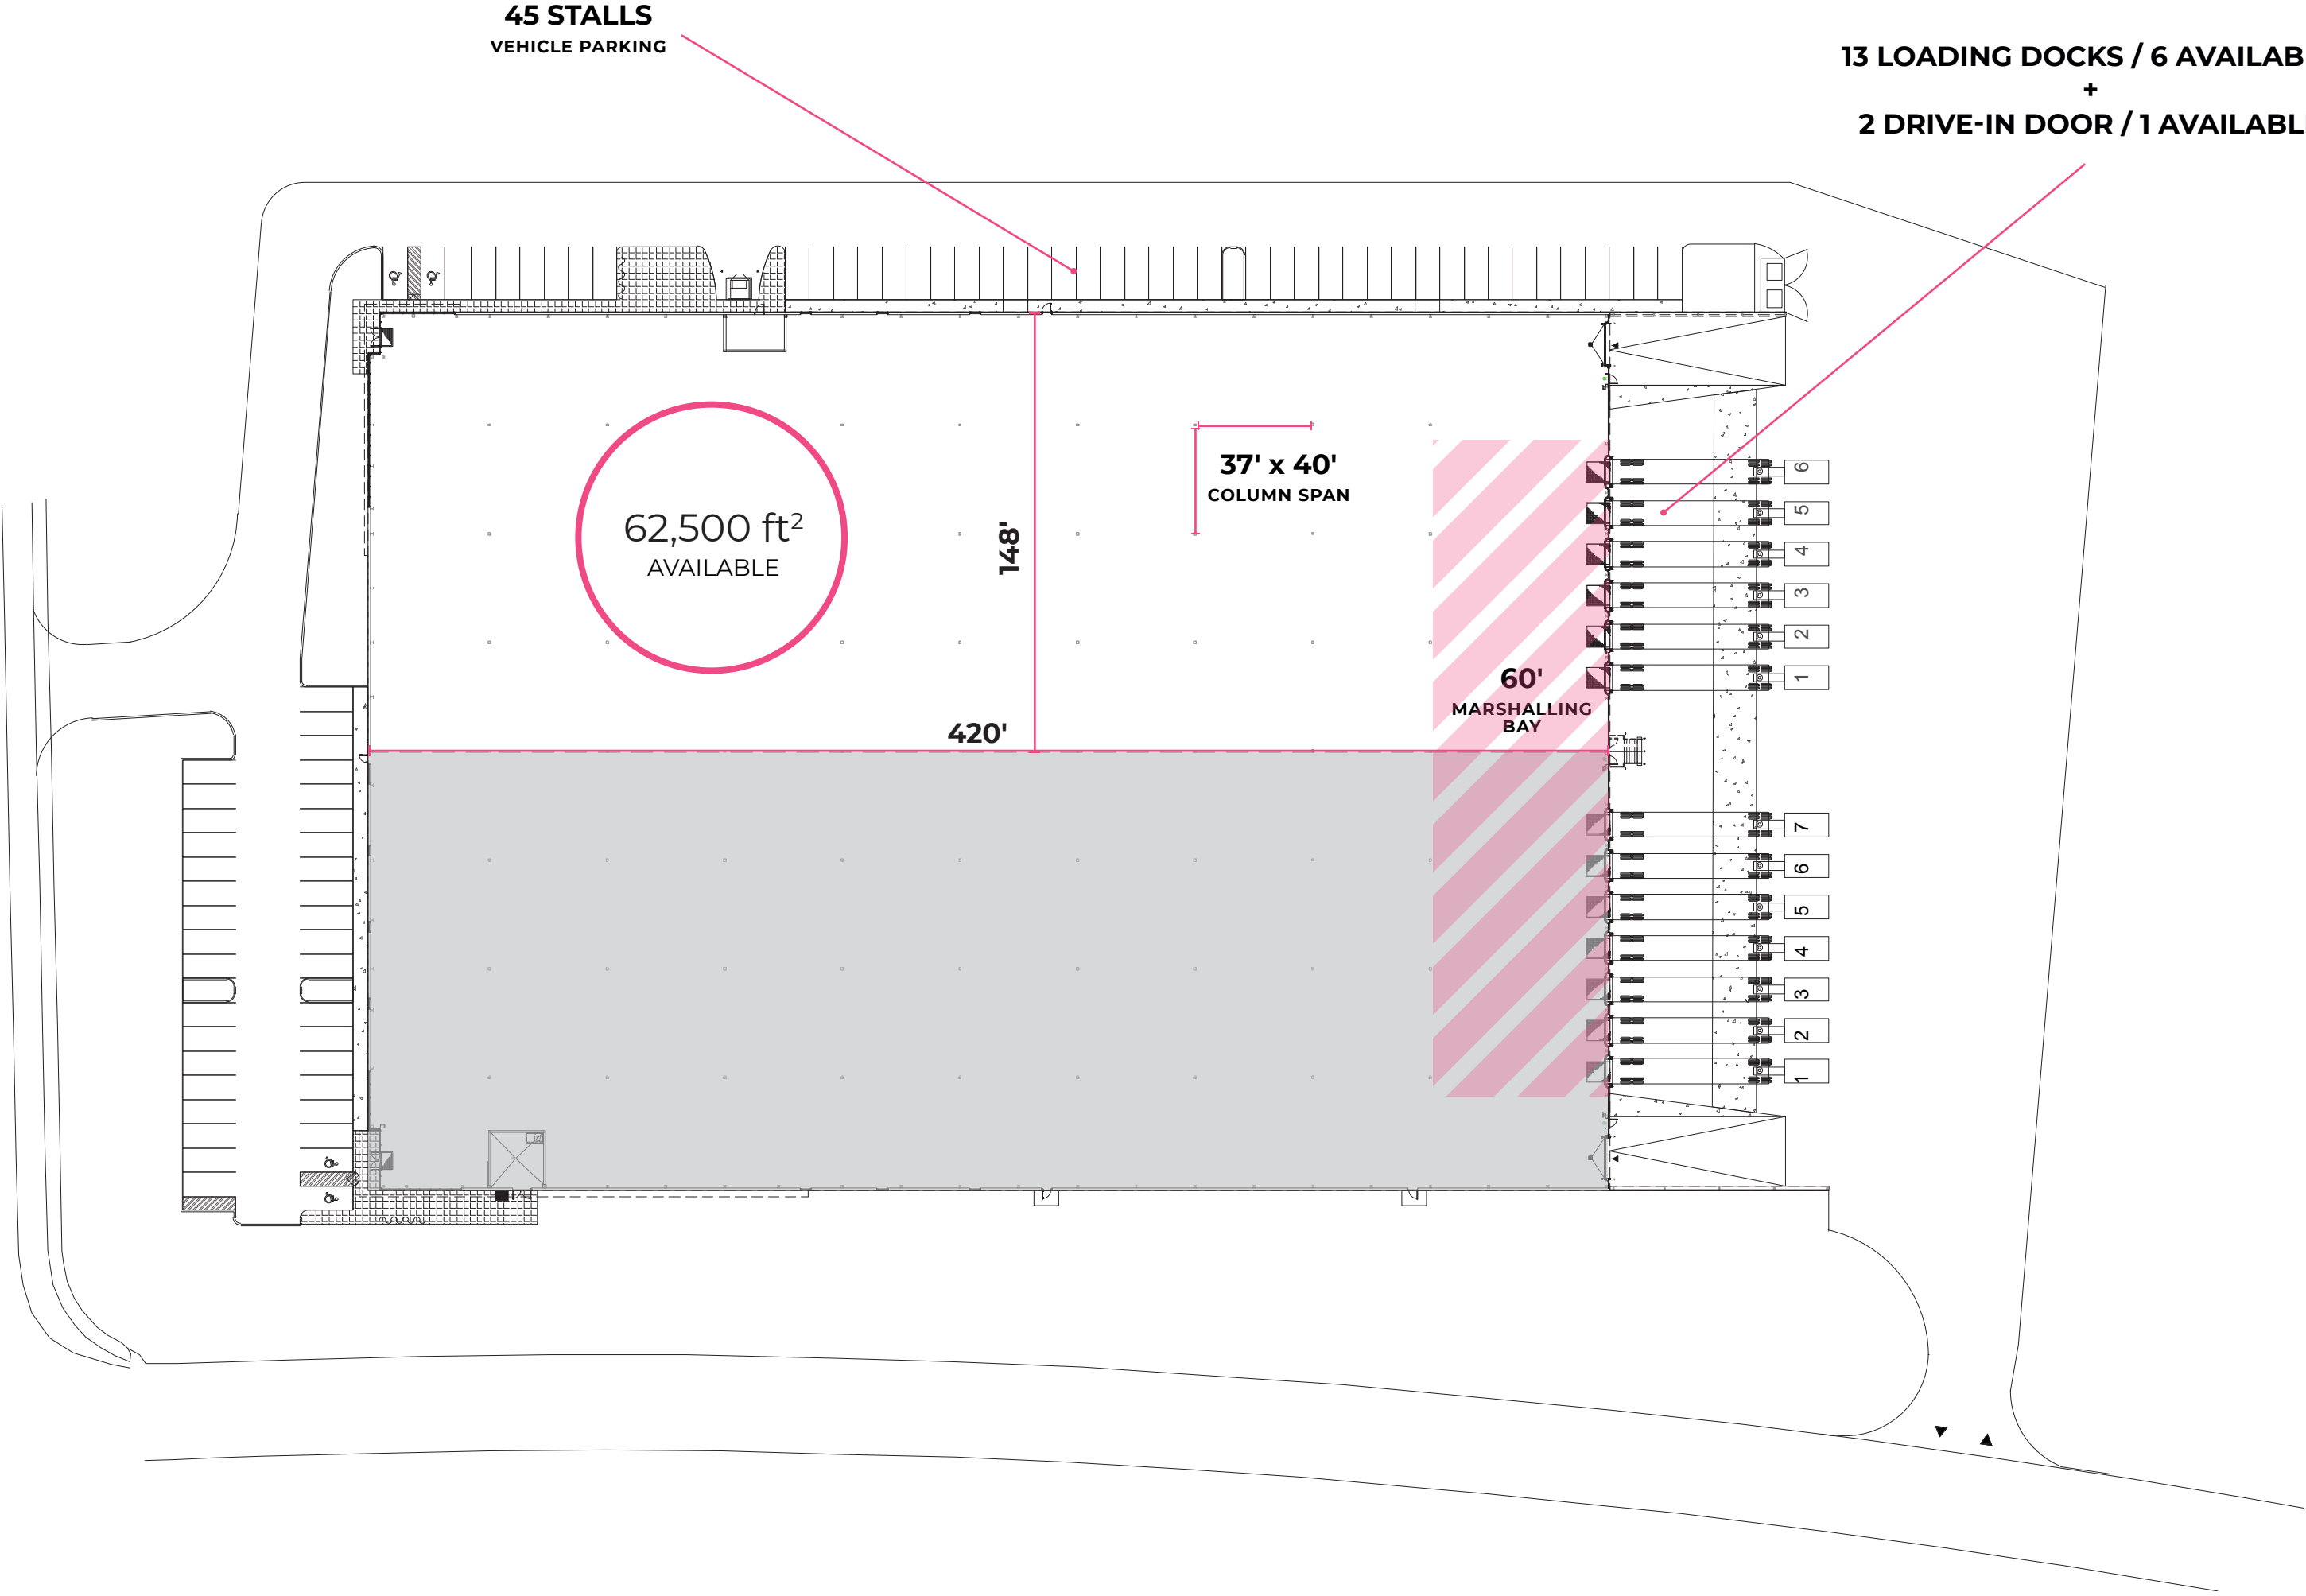 45 STALLS
VEHICLE PARKING
13 LOADING DOCKS / 6 AVAILAB
+
2 DRIVE-IN DOOR / 1 AVAILABL
62,500 ft²
AVAILABLE
37' x 40'
COLUMN SPAN
148'
420'
60'
MARSHALLING
BAY
6
5
4
3
2
1
7
6
5
4
3
2
1